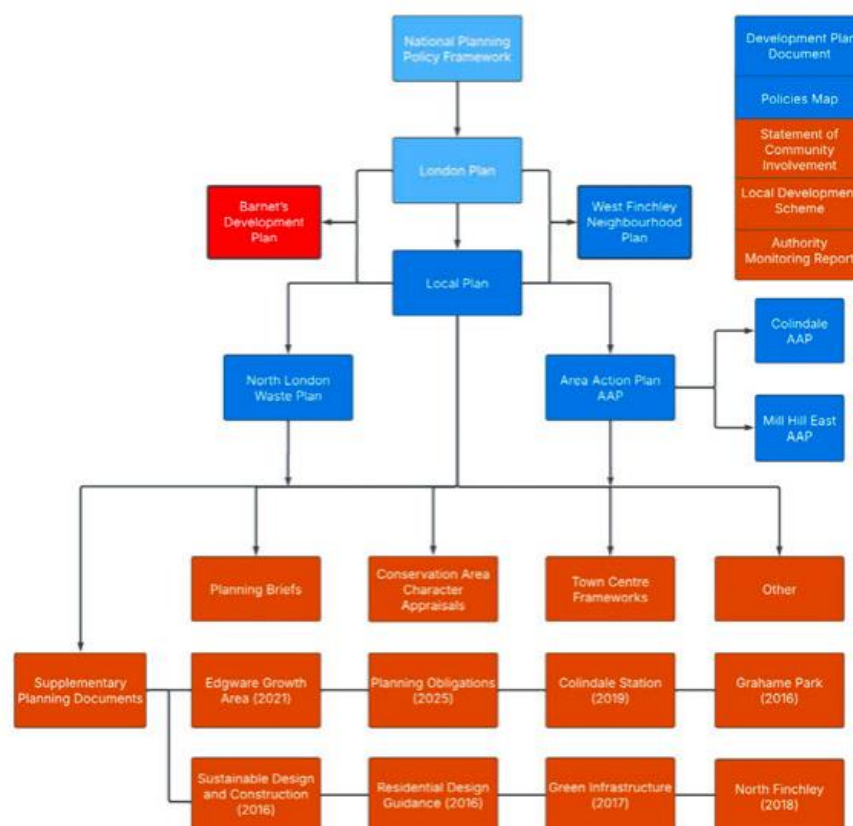 National Planning
Policy Framework
Development Plan
Document
Policies Map
Statement of
Community
Involvement
Local Development
Scheme
Authority
Monitoring Report
London Plan
Barnet's
Development
Plan
West Finchley
Neighbourhood
Plan
Local Plan
Colindale
AAP
North London
Waste Plan
Area Action Plan
AAP
Mill Hill East
AAP
Planning Briefs
Conservation Area
Character
Appraisals
Town Centre
Frameworks
Other
Supplementary
Planning Documents
Edgware Growth
Area (2021)
Planning Obligations
(2025)
Colindale Station
(2019)
Grahame Park
(2016)
Sustainable Design
and Construction
(2016)
Residential Design
Guidance (2016)
Green Infrastructure
(2017)
North Finchley
(2018)